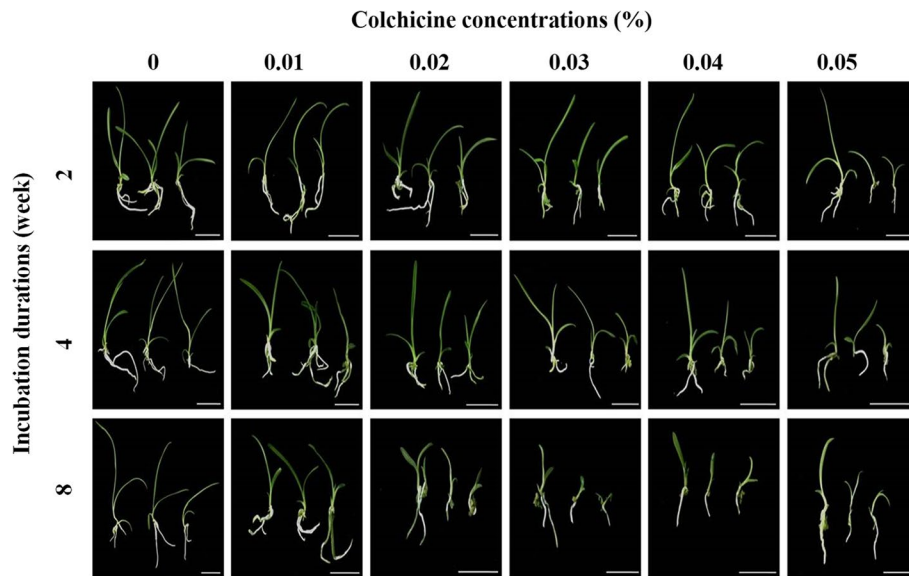 Colchicine concentrations (%)
0 0.01 0.02 0.03 0.04 0.05
Incubation durations (week)
2
4
8